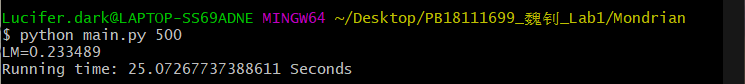 Lucifer.dark@LAPTOP-SS69ADNE MINGW64 ~/Desktop/PB18111699_魏钊_Lab1/Mondrian
$ python main.py 500
LM=0.233489
Running time: 25.07267737388611 Seconds